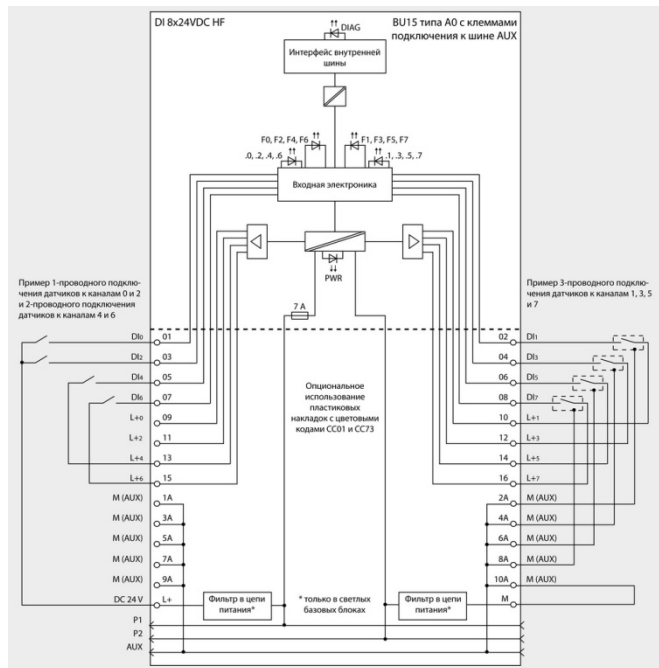 DI 8x24VDC HF
BU15 типа A0 с клеммами
подключения к шине AUX
DIAG
Интерфейс внутренней
шины
F0, F2, F4, F6
F1, F3, F5, F7
.0, .2, .4, .6
.1, .3, .5, .7
Входная электроника
PWR
7 A
Пример 1-проводного подклю-
чения датчиков к каналам 0 и 2
и 2-проводного подключения
датчиков к каналам 4 и 6
Пример 3-проводного подклю-
чения датчиков к каналам 1, 3, 5
и 7
DI0 01
02 DI1
DI2 03
04 DI3
DI4 05
06 DI5
DI6 07
08 DI7
L+0 09
10 L+1
L+2 11
12 L+3
L+4 13
14 L+5
L+6 15
16 L+7
Опциональное
использование
пластиковых
накладок с цветовыми
кодами CC01 и CC73
M (AUX) 1A
2A M (AUX)
M (AUX) 3A
4A M (AUX)
M (AUX) 5A
6A M (AUX)
M (AUX) 7A
8A M (AUX)
M (AUX) 9A
10A M (AUX)
DC 24 V L+
Фильтр в цепи
питания*
* только в светлых
базовых блоках
Фильтр в цепи
питания*
M
P1
P2
AUX